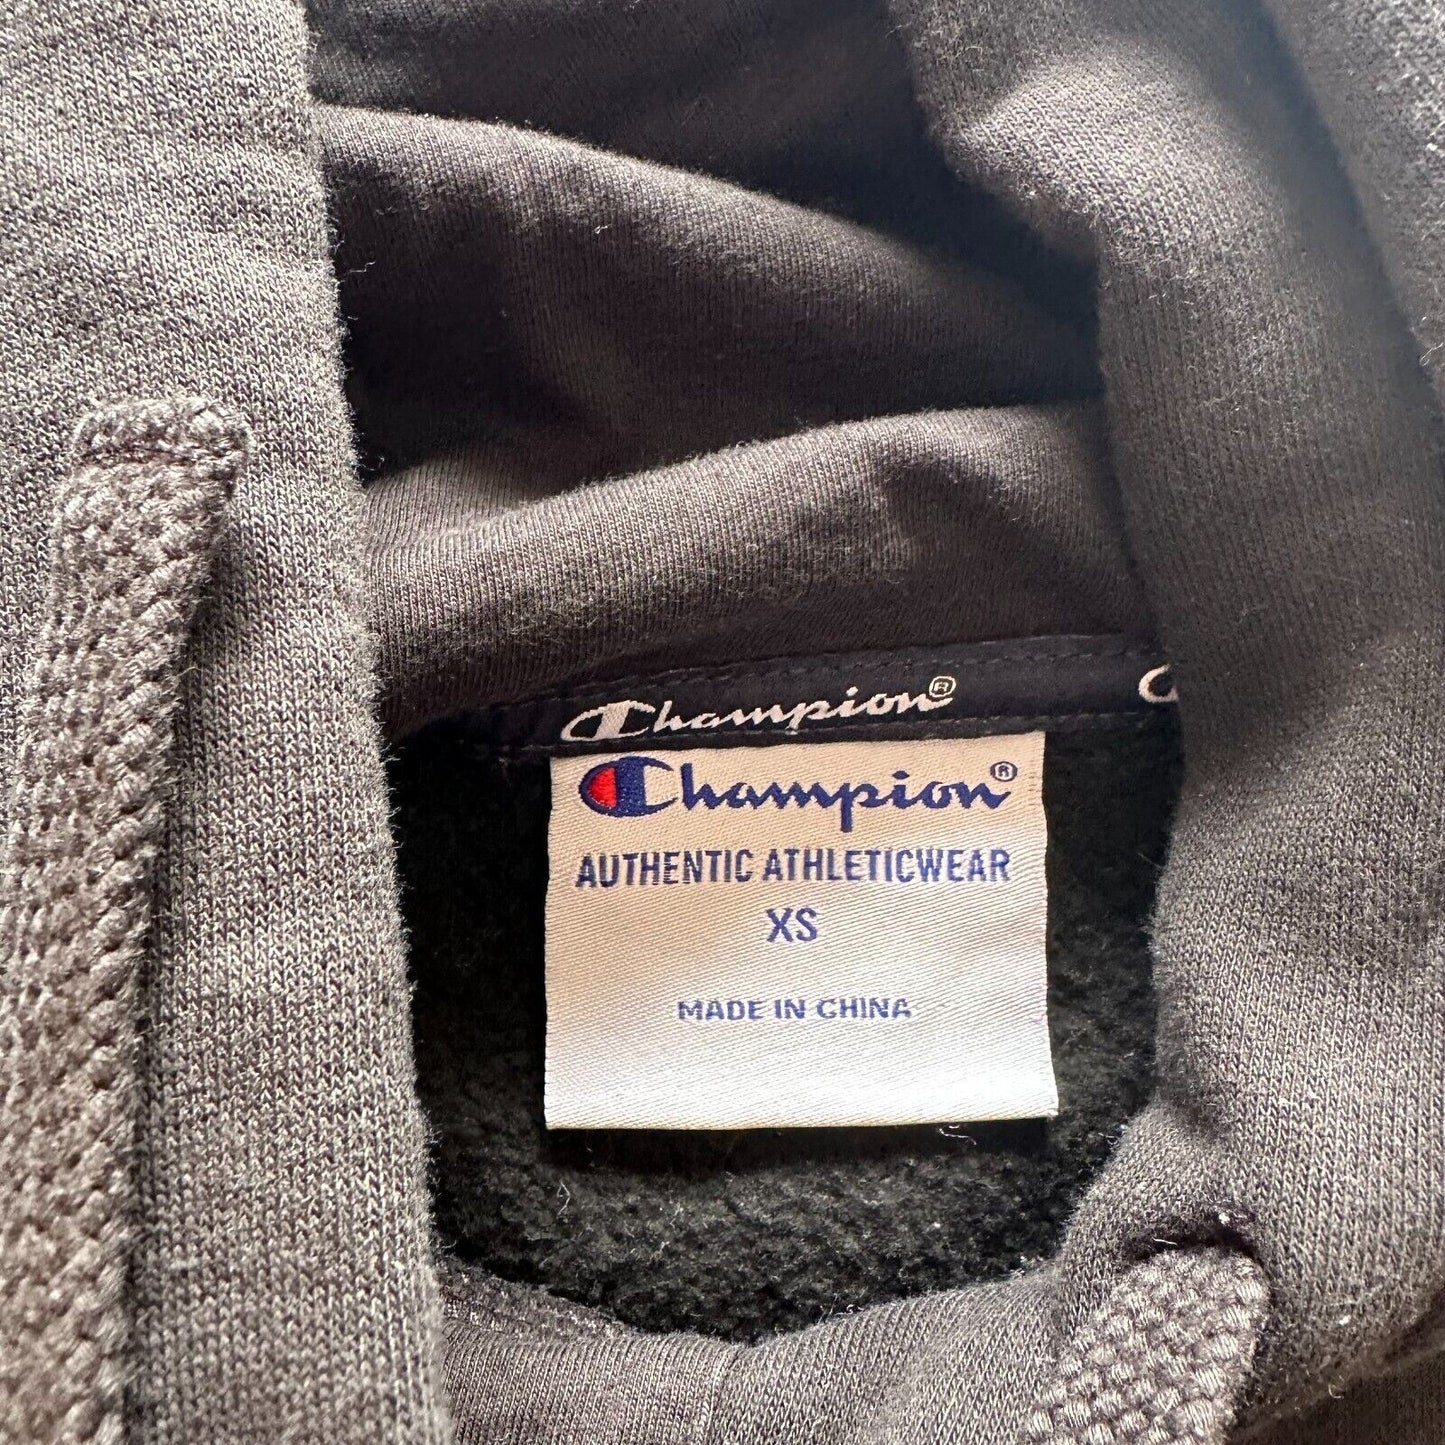 Champion®
Champion®
AUTHENTIC ATHLETICWEAR
XS
MADE IN CHINA